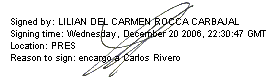 Signed by: LILIAN DEL CARMEN ROCCA CARBAJAL
Signing time: Wednesday, December 20 2006, 22:30:47 GMT
Location: PRES
Reason to sign: encargo a Carlos Rivero